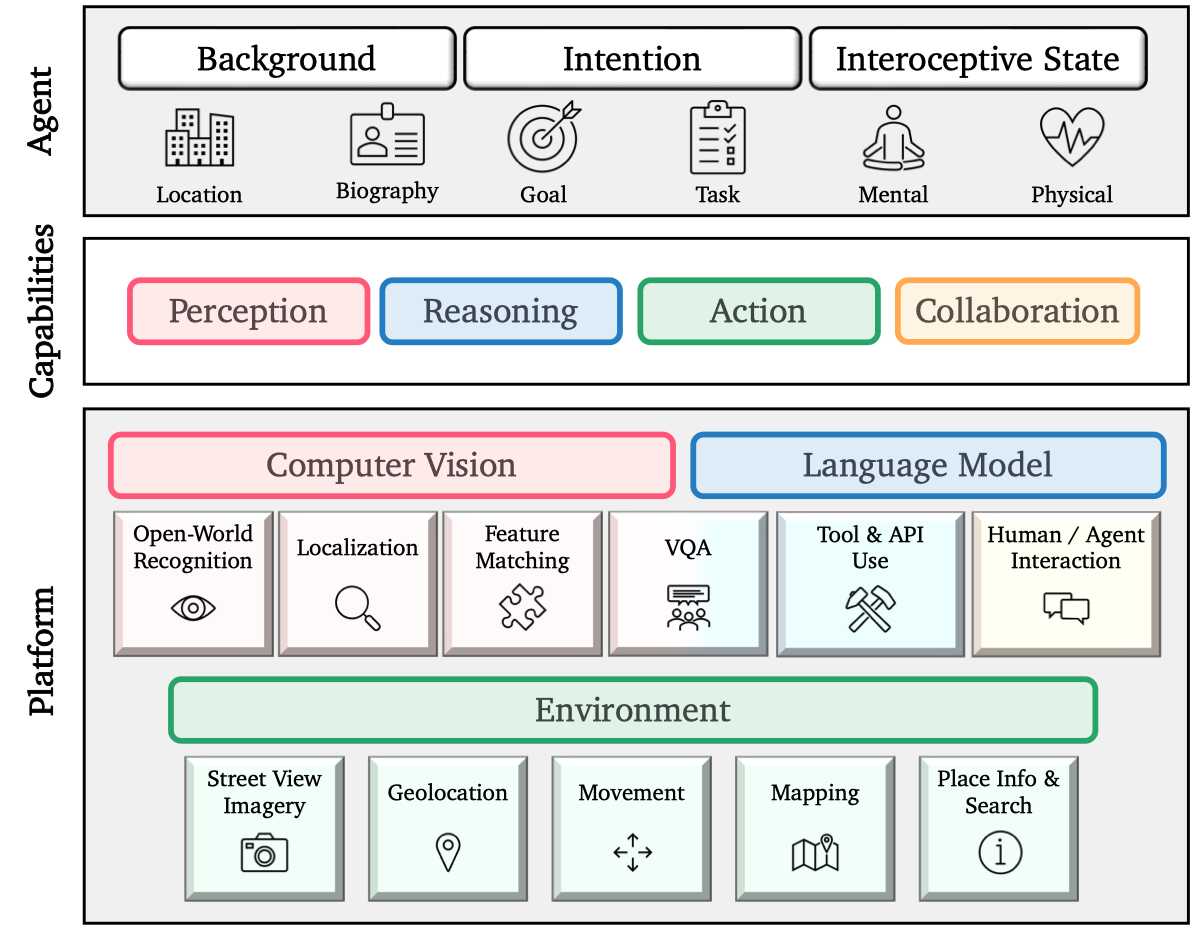 Agent
Background
Intention
Interoceptive State
Location
Biography
Goal
Task
Mental
Physical
Capabilities
Perception
Reasoning
Action
Collaboration
Platform
Computer Vision
Language Model
Open-World
Recognition
Localization
Feature
Matching
VQA
Tool & API
Use
Human / Agent
Interaction
Environment
Street View
Imagery
Geolocation
Movement
Mapping
Place Info &
Search
i